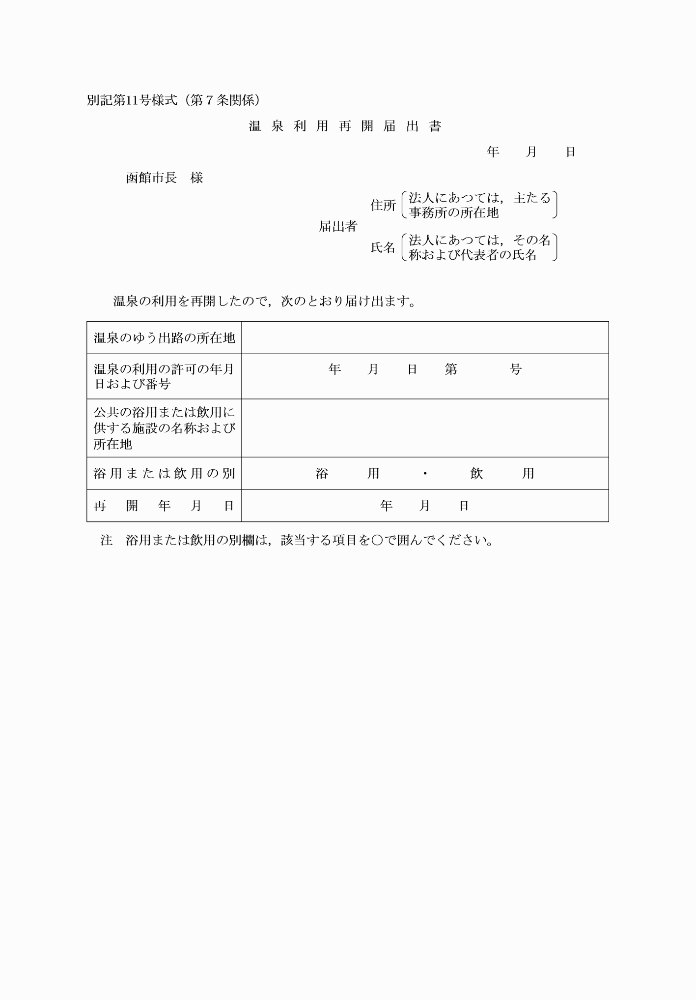 別記第11号様式（第７条関係）
温泉利用再開届出書
年　　月　　日
函館市長　様
住所
法人にあつては，主たる
事務所の所在地
届出者
氏名
法人にあつては，その名
称および代表者の氏名
温泉の利用を再開したので，次のとおり届け出ます。
温泉のゆう出路の所在地
温泉の利用の許可の年月
日および番号
年　　月　　日　　第　　　　号
公共の浴用または飲用に
供する施設の名称および
所在地
浴用または飲用の別
浴　　用　　・　　飲　　用
再開年月日
年　　月　　日
注　浴用または飲用の別欄は，該当する項目を〇で囲んでください。